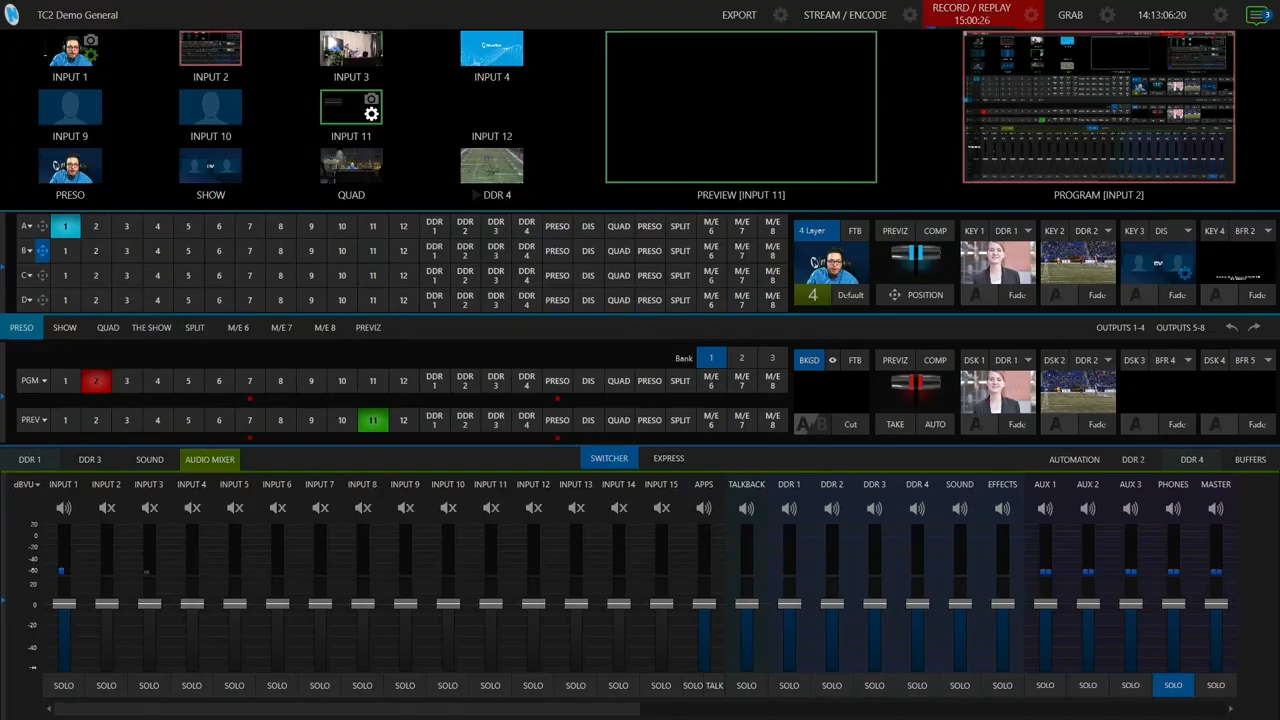 TC2 Demo General EXPORT STREAM / ENCODE RECORD / REPLAY 15:00:26 GRAB 14:13:06:20 3
INPUT 1 INPUT 2 INPUT 3 INPUT 4
INPUT 9 INPUT 10 INPUT 11 INPUT 12
PRESO SHOW QUAD DDR 4 PREVIEW [INPUT 11] PROGRAM [INPUT 2]
A 1 2 3 4 5 6 7 8 9 10 11 12 DDR 1 DDR 2 DDR 3 DDR 4 PRESO DIS QUAD PRESO SPLIT M/E 6 M/E 7 M/E 8
B 1 2 3 4 5 6 7 8 9 10 11 12 DDR 1 DDR 2 DDR 3 DDR 4 PRESO DIS QUAD PRESO SPLIT M/E 6 M/E 7 M/E 8
C 1 2 3 4 5 6 7 8 9 10 11 12 DDR 1 DDR 2 DDR 3 DDR 4 PRESO DIS QUAD PRESO SPLIT M/E 6 M/E 7 M/E 8
D 1 2 3 4 5 6 7 8 9 10 11 12 DDR 1 DDR 2 DDR 3 DDR 4 PRESO DIS QUAD PRESO SPLIT M/E 6 M/E 7 M/E 8
4 Layer FTB PREVIZ COMP KEY 1 DDR 1 KEY 2 DDR 2 KEY 3 DIS KEY 4 BFR 2
4 Default POSITION A Fade A Fade A Fade A Fade
PRESO SHOW QUAD THE SHOW SPLIT M/E 6 M/E 7 M/E 8 PREVIZ OUTPUTS 1-4 OUTPUTS 5-8
Bank 1 2 3
PGM 1 2 3 4 5 6 7 8 9 10 11 12 DDR 1 DDR 2 DDR 3 DDR 4 PRESO DIS QUAD PRESO SPLIT M/E 6 M/E 7 M/E 8
PREV 1 2 3 4 5 6 7 8 9 10 11 12 DDR 1 DDR 2 DDR 3 DDR 4 PRESO DIS QUAD PRESO SPLIT M/E 6 M/E 7 M/E 8
BKGD FTB PREVIZ COMP DSK 1 DDR 1 DSK 2 DDR 2 DSK 3 BFR 4 DSK 4 BFR 5
A/B Cut TAKE AUTO A Fade A Fade A Fade A Fade
DDR 1 DDR 3 SOUND AUDIO MIXER SWITCHER EXPRESS AUTOMATION DDR 2 DDR 4 BUFFERS
dBVU INPUT 1 INPUT 2 INPUT 3 INPUT 4 INPUT 5 INPUT 6 INPUT 7 INPUT 8 INPUT 9 INPUT 10 INPUT 11 INPUT 12 INPUT 13 INPUT 14 INPUT 15 APPS TALKBACK DDR 1 DDR 2 DDR 3 DDR 4 SOUND EFFECTS AUX 1 AUX 2 AUX 3 PHONES MASTER
20
0
-20
-40
-60
20
0
-20
-40
-∞
SOLO SOLO SOLO SOLO SOLO SOLO SOLO SOLO SOLO SOLO SOLO SOLO SOLO SOLO SOLO SOLO TALK SOLO SOLO SOLO SOLO SOLO SOLO SOLO SOLO SOLO SOLO SOLO SOLO